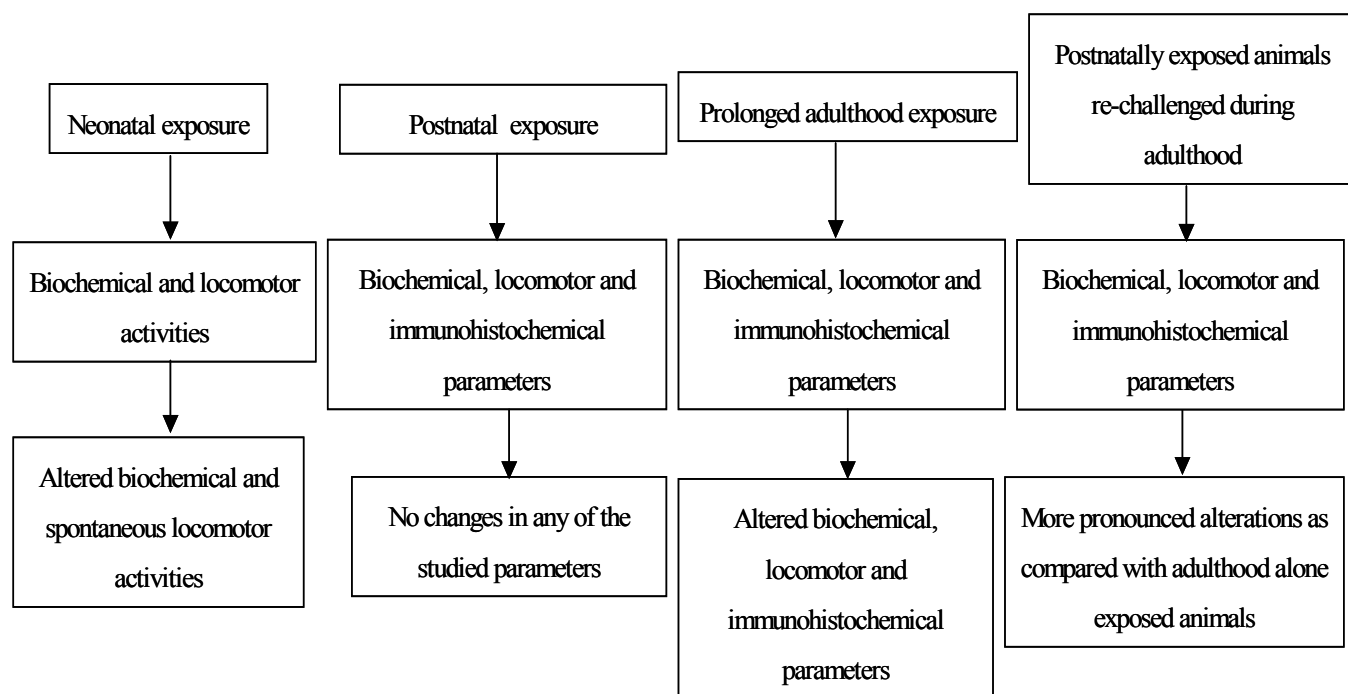 Neonatal exposure
Biochemical and locomotor
activities
Altered biochemical and
spontaneous locomotor
activities
Postnatal exposure
Biochemical, locomotor and
immunohistochemical
parameters
No changes in any of the
studied parameters
Prolonged adulthood exposure
Biochemical, locomotor and
immunohistochemical
parameters
Altered biochemical,
locomotor and
immunohistochemical
parameters
Postnatally exposed animals
re-challenged during
adulthood
Biochemical, locomotor and
immunohistochemical
parameters
More pronounced alterations as
compared with adulthood alone
exposed animals